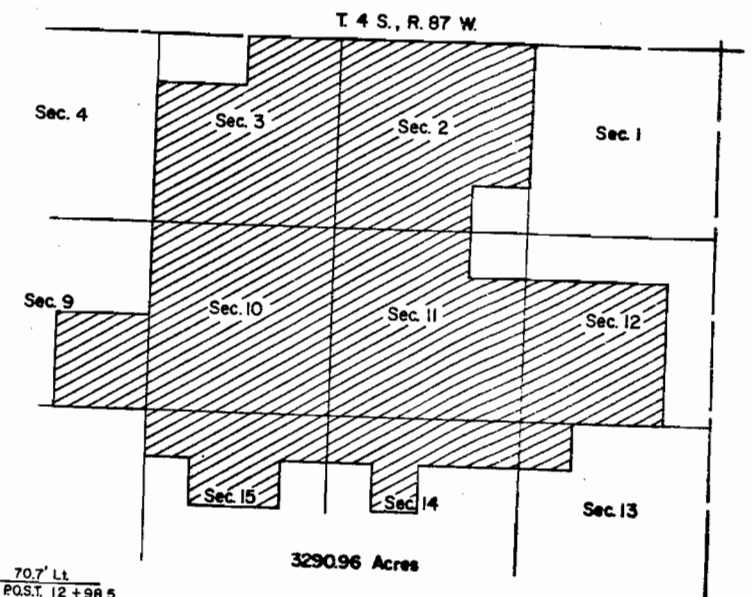 T. 4 S., R. 87 W.
Sec. 4
Sec. 3
Sec. 2
Sec. 1
Sec. 9
Sec. 10
Sec. 11
Sec. 12
Sec. 15
Sec. 14
Sec. 13
3290.96 Acres
70.7' Lt.
P.O.S.T. 12 + 98.5